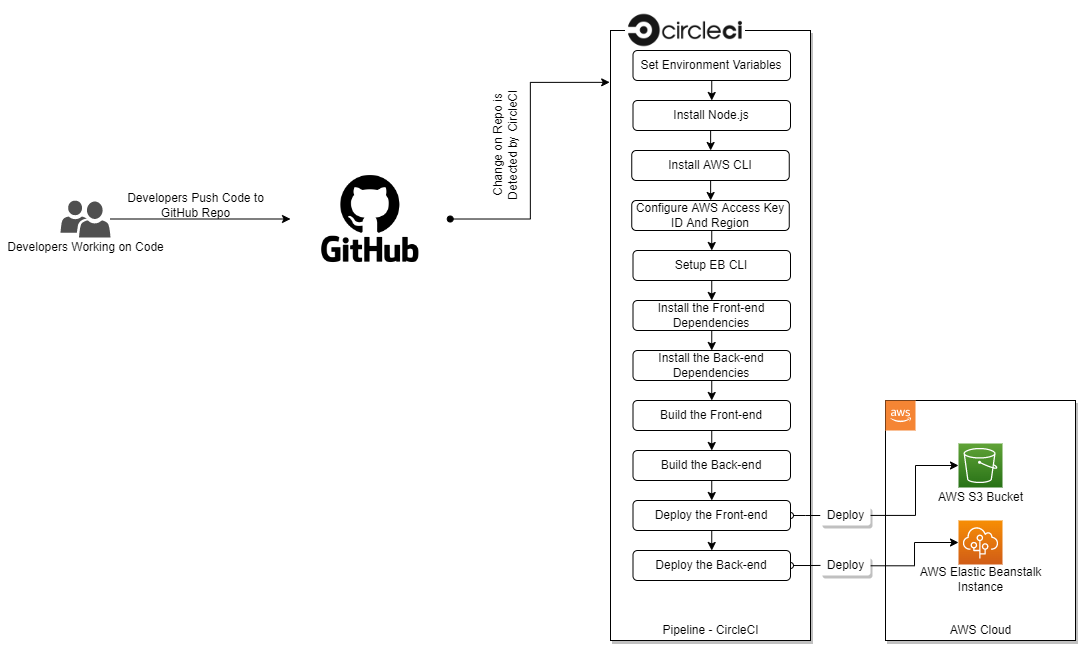 Developers Push Code to
GitHub Repo
Developers Working on Code
GitHub
Change on Repo is
Detected by CircleCI
circleci
Set Environment Variables
Install Node.js
Install AWS CLI
Configure AWS Access Key
ID And Region
Setup EB CLI
Install the Front-end
Dependencies
Install the Back-end
Dependencies
Build the Front-end
Build the Back-end
Deploy the Front-end
Deploy the Back-end
Pipeline - CircleCI
Deploy
Deploy
aws
AWS S3 Bucket
AWS Elastic Beanstalk
Instance
AWS Cloud